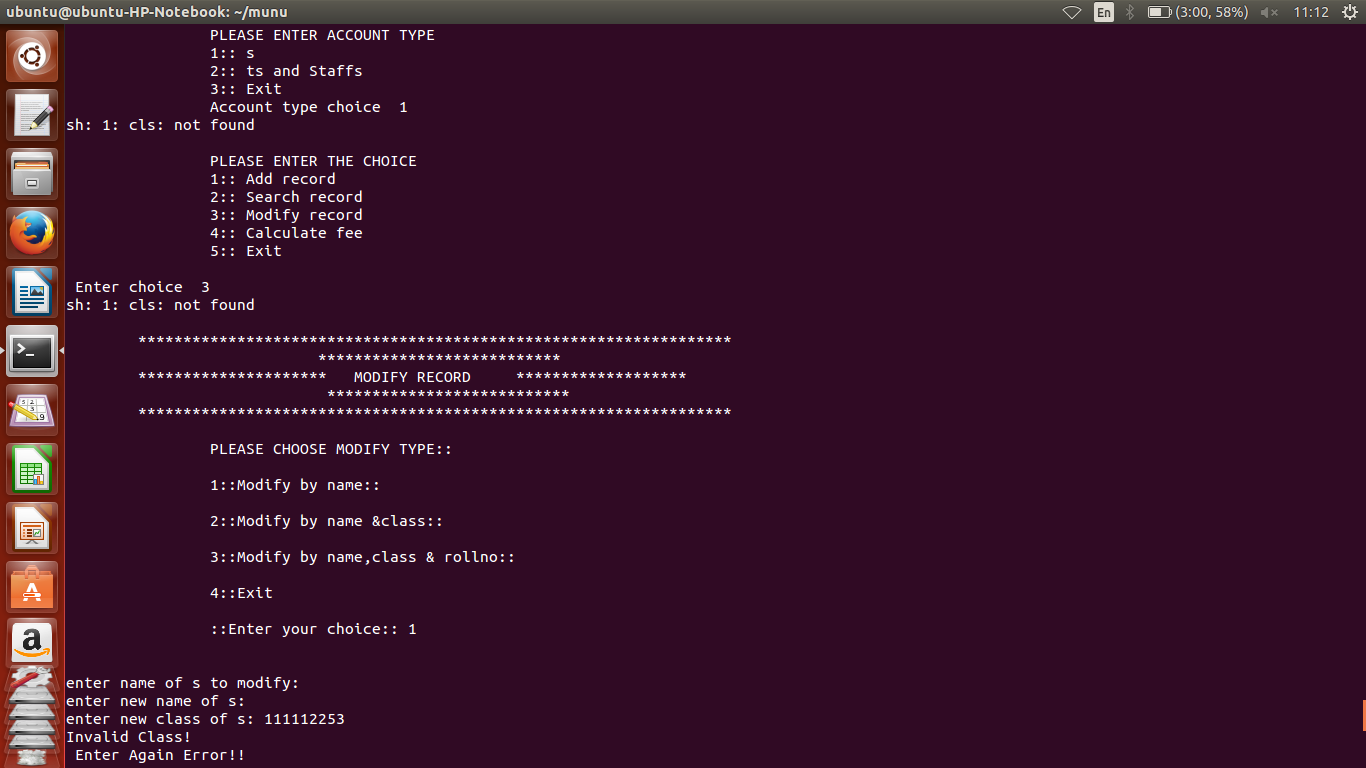 ubuntu@ubuntu-HP-Notebook: ~/munu
En
(3:00, 58%)
11:12
PLEASE ENTER ACCOUNT TYPE
1:: s
2:: ts and Staffs
3:: Exit
Account type choice  1
sh: 1: cls: not found
PLEASE ENTER THE CHOICE
1:: Add record
2:: Search record
3:: Modify record
4:: Calculate fee
5:: Exit
Enter choice  3
sh: 1: cls: not found
******************************************************************
***************************
*********************   MODIFY RECORD     *******************
***************************
******************************************************************
PLEASE CHOOSE MODIFY TYPE::
1::Modify by name::
2::Modify by name &class::
3::Modify by name,class & rollno::
4::Exit
::Enter your choice:: 1
enter name of s to modify:
enter new name of s:
enter new class of s: 111112253
Invalid Class!
Enter Again Error!!